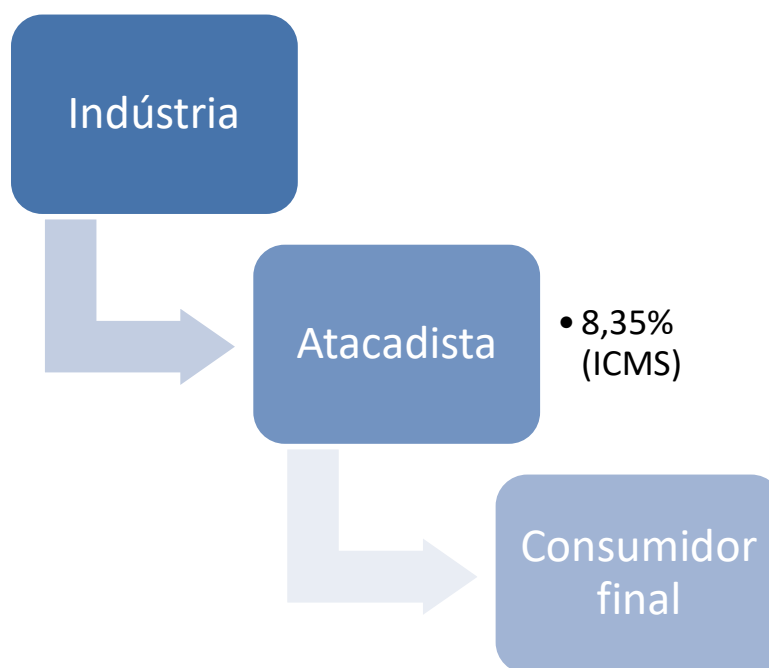 Indústria
Atacadista
• 8,35%
(ICMS)
Consumidor
final